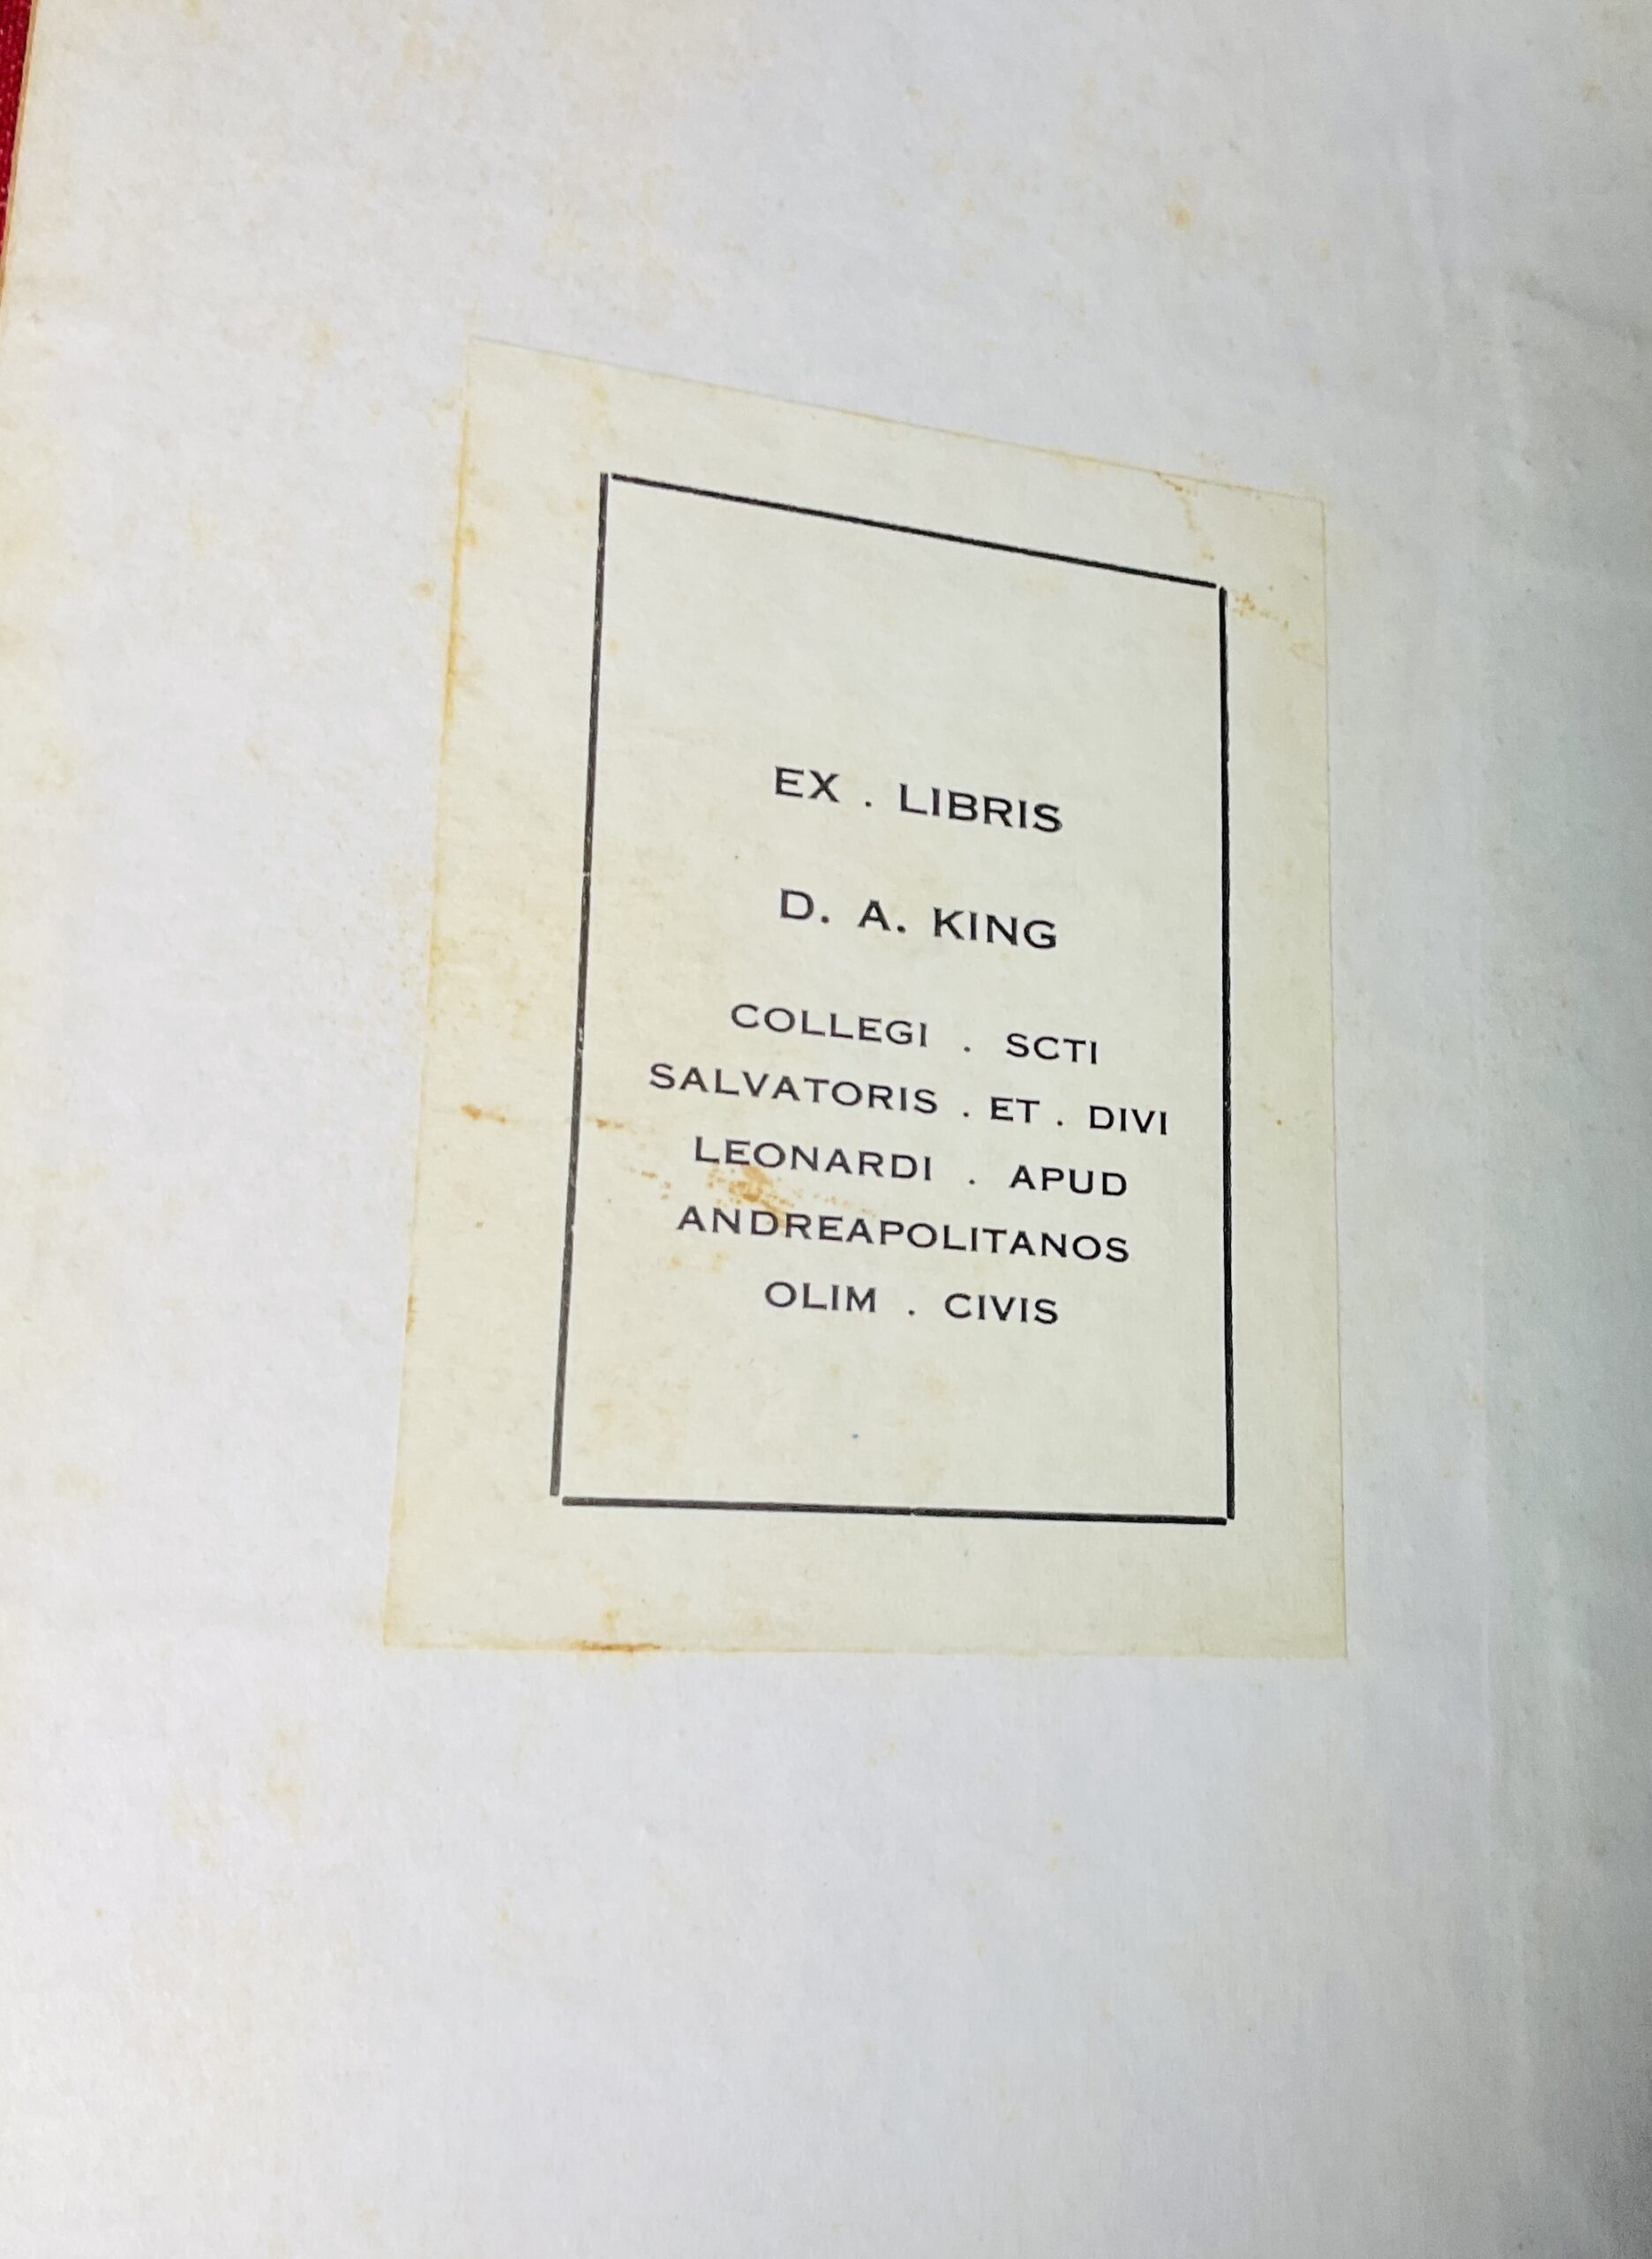 EX . LIBRIS
D. A. KING
COLLEGI . SCTI
SALVATORIS . ET . DIVI
LEONARDI . APUD
ANDREAPOLITANOS
OLIM . CIVIS